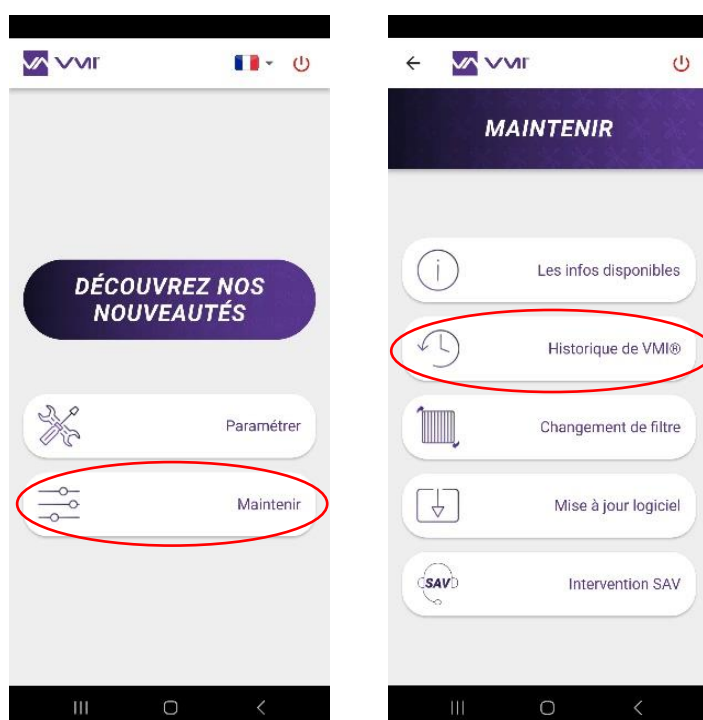 VMI
DÉCOUVREZ NOS
NOUVEAUTÉS
Paramétrer
Maintenir
VMI
MAINTENIR
Les infos disponibles
Historique de VMI®
Changement de filtre
Mise à jour logiciel
SAV
Intervention SAV